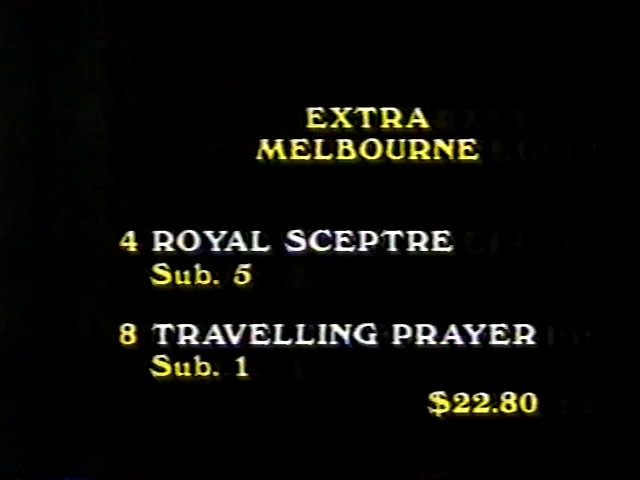 EXTRA
MELBOURNE
4 ROYAL SCEPTRE
Sub. 5
8 TRAVELLING PRAYER
Sub. 1
$22.80